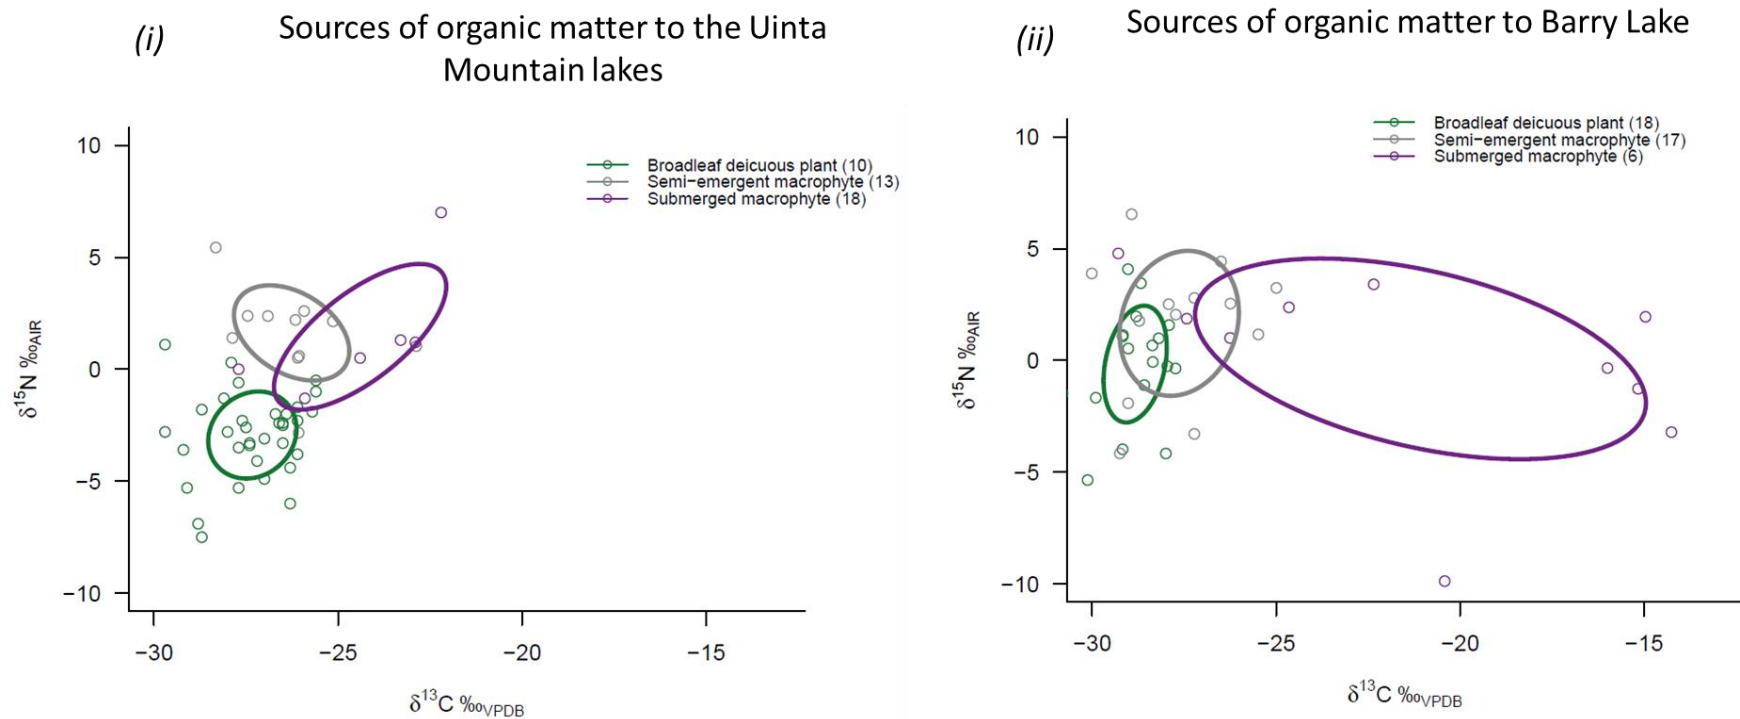 (i)
Sources of organic matter to the Uinta
Mountain lakes
10
5
0
−5
−10
δ15N ‰AIR
Broadleaf deicuous plant (10)
Semi−emergent macrophyte (13)
Submerged macrophyte (18)
−30
−25
−20
−15
δ13C ‰VPDB
(ii)
Sources of organic matter to Barry Lake
10
5
0
−5
−10
δ15N ‰AIR
Broadleaf deicuous plant (18)
Semi−emergent macrophyte (17)
Submerged macrophyte (6)
−30
−25
−20
−15
δ13C ‰VPDB